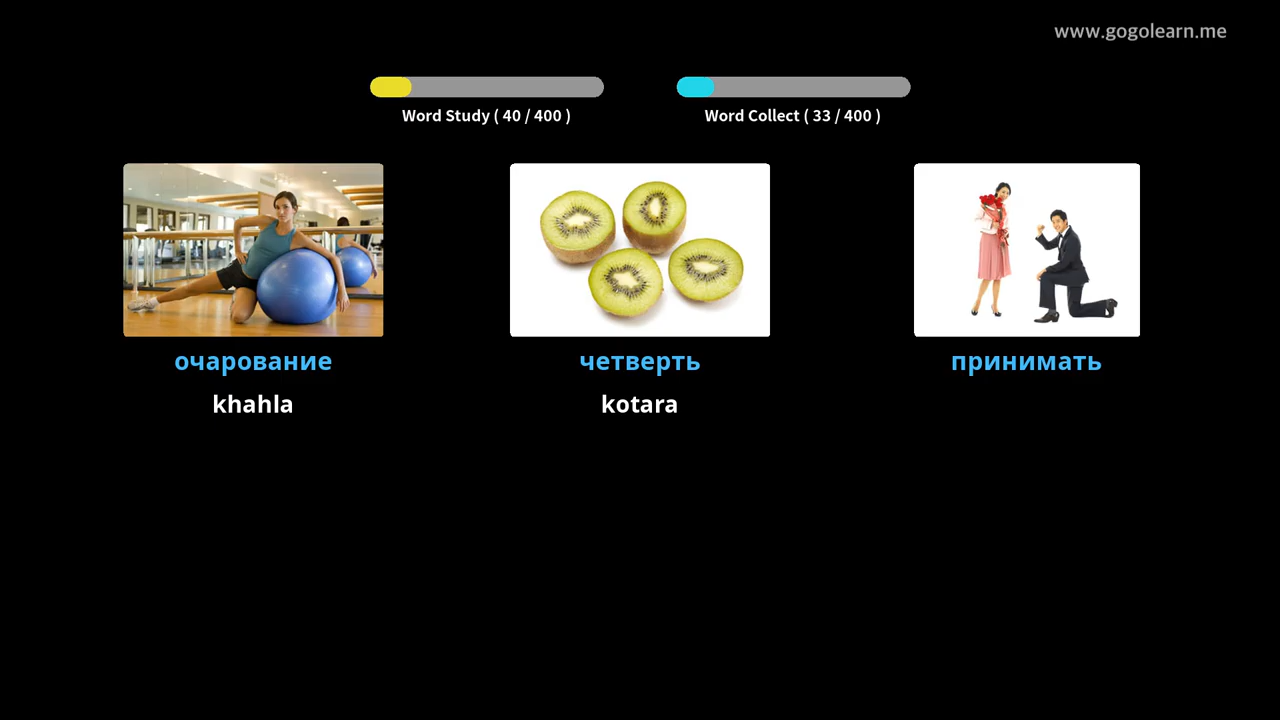 www.gogolearn.me
Word Study ( 40 / 400 )
Word Collect ( 33 / 400 )
очарование
четверть
принимать
khahla
kotara